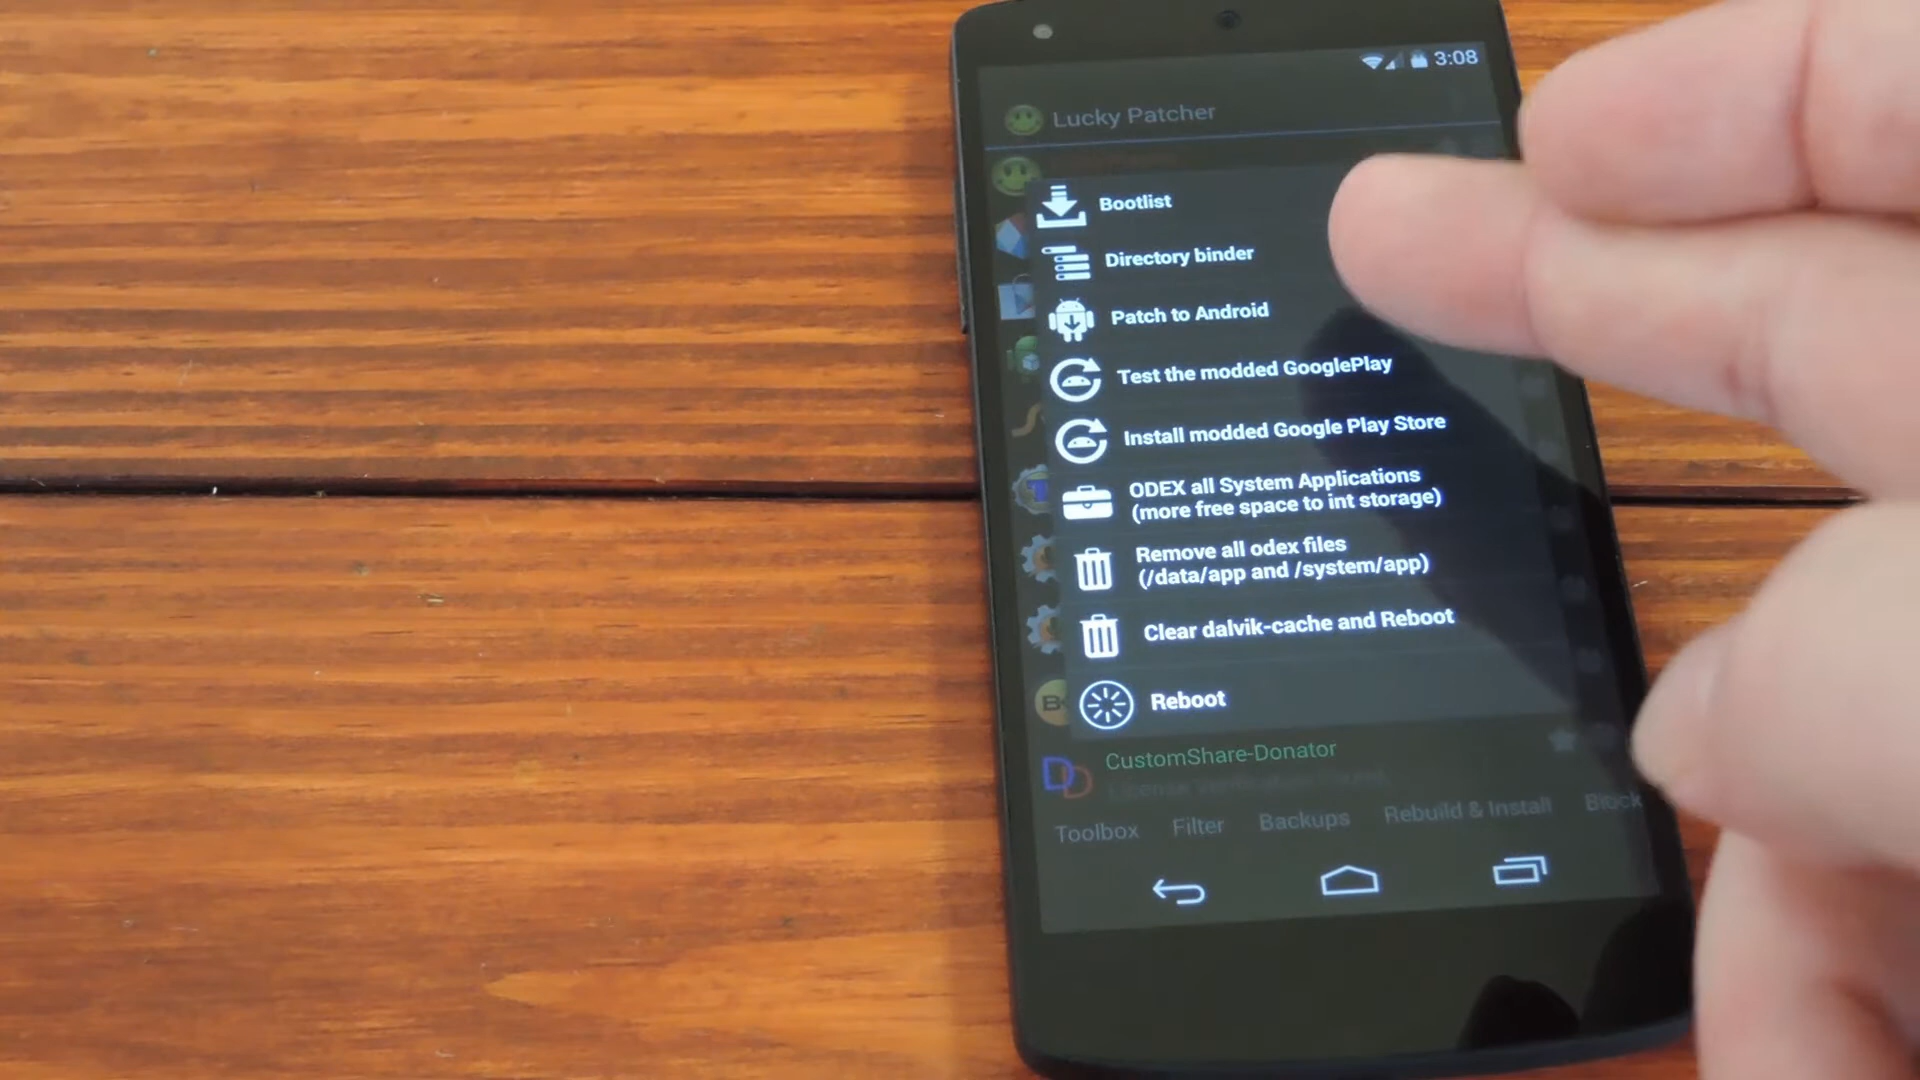 3:08
Lucky Patcher
Bootlist
Directory binder
Patch to Android
Test the modded GooglePlay
Install modded Google Play Store
ODEX all System Applications
(more free space to int storage)
Remove all odex files
(/data/app and /system/app)
Clear dalvik-cache and Reboot
Reboot
CustomShare-Donator
Toolbox Filter Backups Rebuild & Install Block